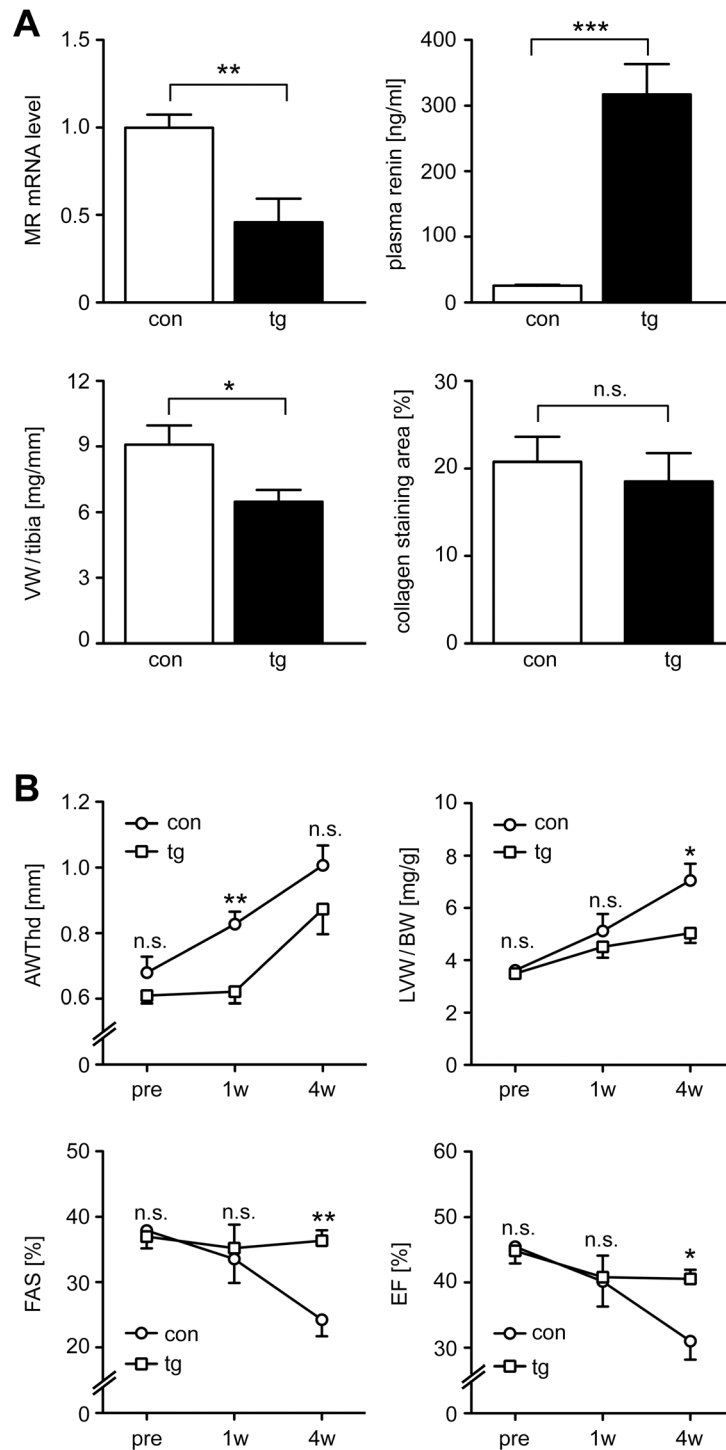 A
MR mRNA level
1.5
1.0
0.5
0
**
con
tg
plasma renin [ng/ml]
400
300
200
100
0
***
con
tg
VW/tibia [mg/mm]
12
9
6
3
0
*
con
tg
collagen staining area [%]
30
20
10
0
n.s.
con
tg
B
AWThd [mm]
1.2
1.0
0.8
0.6
0
con
tg
n.s.
**
n.s.
pre
1w
4w
LVW/BW [mg/g]
10
8
6
4
2
0
con
tg
n.s.
n.s.
*
pre
1w
4w
FAS [%]
50
40
30
20
0
n.s.
n.s.
**
con
tg
pre
1w
4w
EF [%]
60
50
40
30
0
n.s.
n.s.
*
con
tg
pre
1w
4w